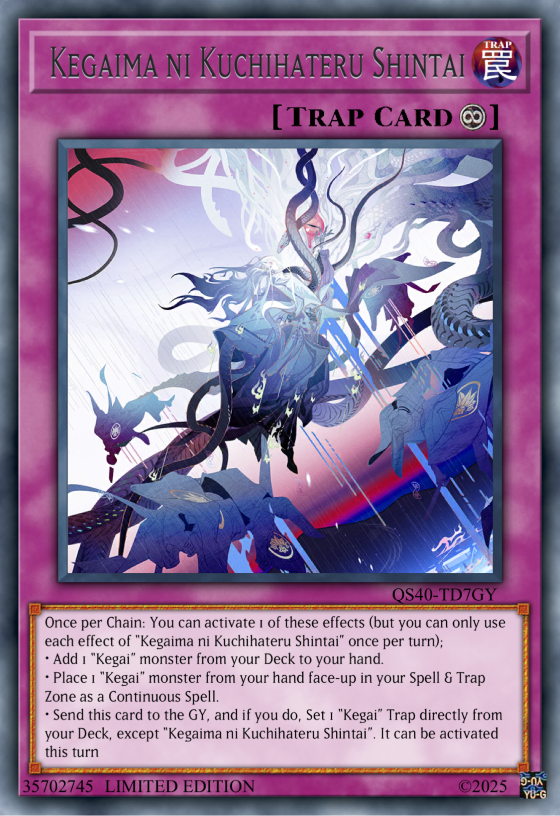 KEGAIMA NI KUCHIHATERU SHINTAI
TRAP
罠
[TRAP CARD]
QS40-TD7GY
Once per Chain: You can activate 1 of these effects (but you can only use
each effect of "Kegaima ni Kuchihateru Shintai" once per turn);
• Add 1 "Kegai" monster from your Deck to your hand.
• Place 1 "Kegai" monster from your hand face-up in your Spell & Trap
Zone as a Continuous Spell.
• Send this card to the GY, and if you do, Set 1 "Kegai" Trap directly from
your Deck, except "Kegaima ni Kuchihateru Shintai". It can be activated
this turn
35702745 LIMITED EDITION
©2025
YU-G
YU-G